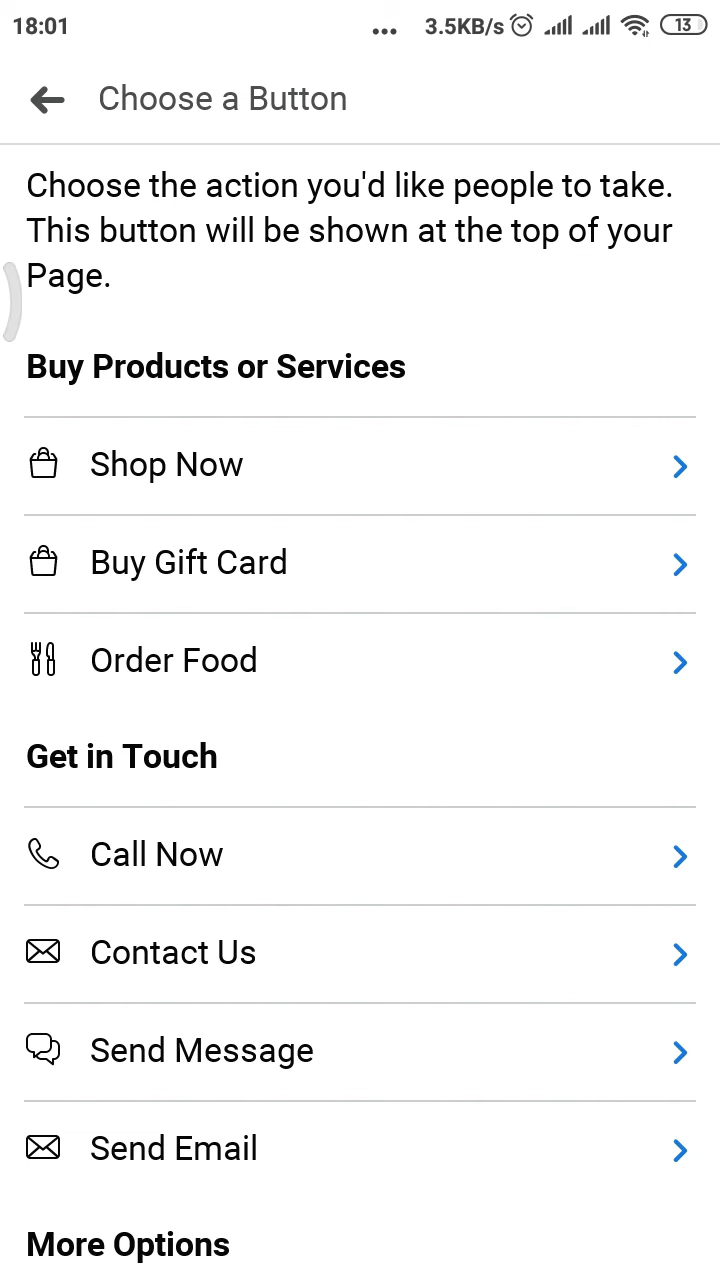 18:01 ... 3.5KB/s 13
Choose a Button
Choose the action you'd like people to take.
This button will be shown at the top of your
Page.
Buy Products or Services
Shop Now
Buy Gift Card
Order Food
Get in Touch
Call Now
Contact Us
Send Message
Send Email
More Options